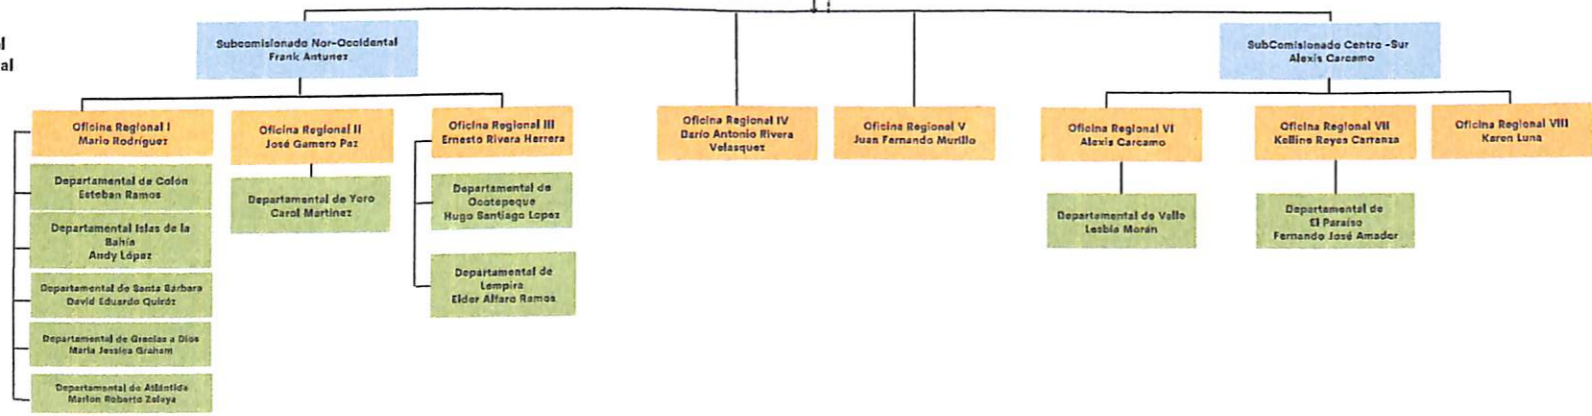 l
al
Subcomisionado Nor-Occidental
Frank Antunez
SubComisionado Centro -Sur
Alexis Carcamo
Oficina Regional I
Mario Rodríguez
Oficina Regional II
José Gamero Paz
Oficina Regional III
Ernesto Rivera Herrera
Oficina Regional IV
Darío Antonio Rivera
Velasquez
Oficina Regional V
Juan Fernando Murillo
Oficina Regional VI
Alexis Carcamo
Oficina Regional VII
Kelline Reyes Carranza
Oficina Regional VIII
Karen Luna
Departamental de Colón
Esteban Ramos
Departamental Islas de la
Bahía
Andy López
Departamental de Santa Bárbara
David Eduardo Quiróz
Departamental de Gracias a Dios
Maria Jessica Graham
Departamental de Atlántida
Marlon Roberto Zelaya
Departamental de Yoro
Carol Martínez
Departamental de
Ocotepeque
Hugo Santiago Lopez
Departamental de
Lempira
Elder Alfaro Ramos
Departamental de Valle
Lesbia Morán
Departamental de
El Paraíso
Fernando José Amador